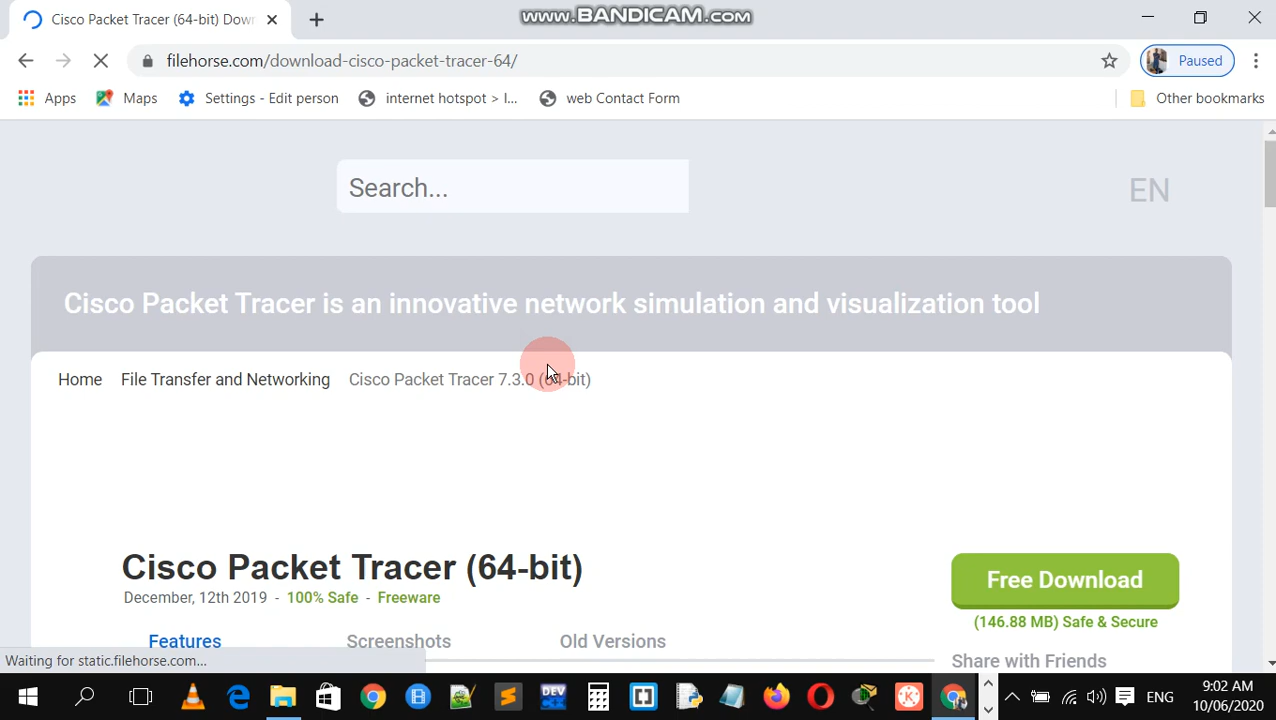 www.BANDICAM.com
Cisco Packet Tracer (64-bit) Dow
filehorse.com/download-cisco-packet-tracer-64/
Paused
Apps
Maps
Settings - Edit person
internet hotspot > I...
web Contact Form
Other bookmarks
Search...
EN
Cisco Packet Tracer is an innovative network simulation and visualization tool
Home File Transfer and Networking Cisco Packet Tracer 7.3.0 (64-bit)
Cisco Packet Tracer (64-bit)
December, 12th 2019 - 100% Safe - Freeware
Free Download
(146.88 MB) Safe & Secure
Features Screenshots Old Versions
Share with Friends
Waiting for static.filehorse.com...
DEV
ENG
9:02 AM
10/06/2020